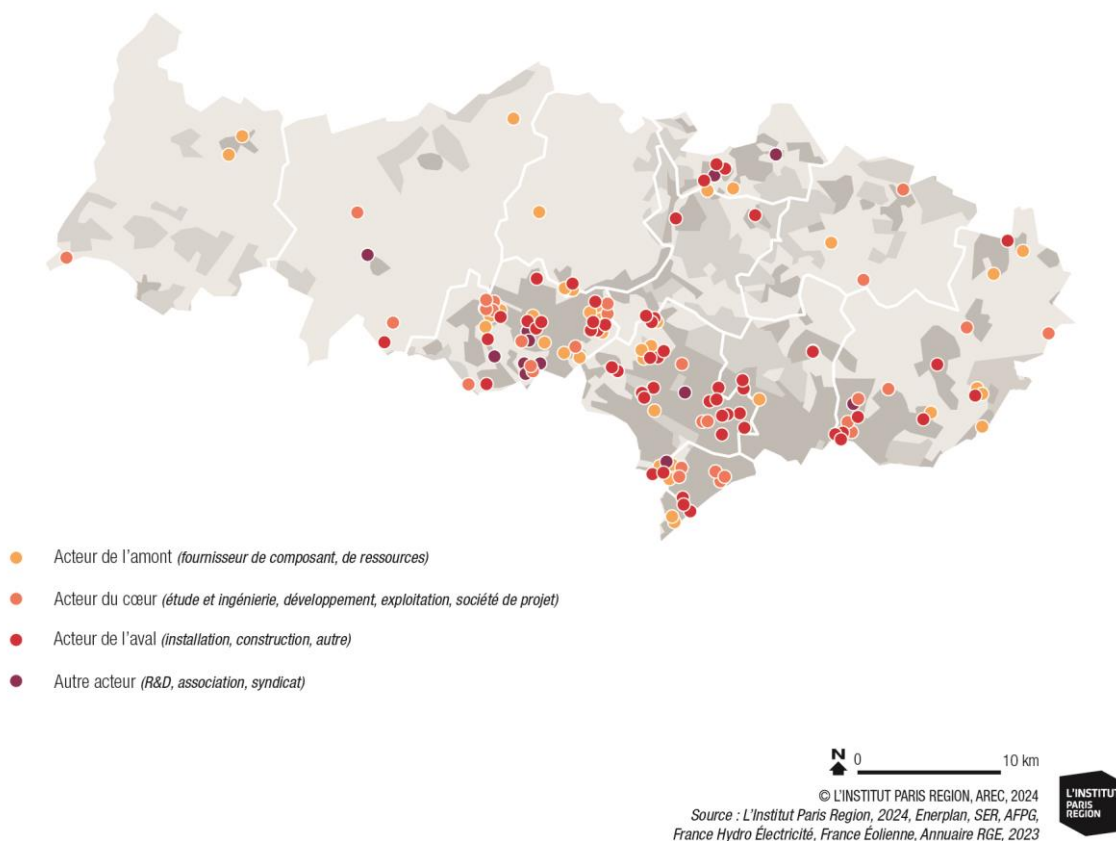 Acteur de l’amont (fournisseur de composant, de ressources)
Acteur du cœur (étude et ingénierie, développement, exploitation, société de projet)
Acteur de l’aval (installation, construction, autre)
Autre acteur (R&D, association, syndicat)
N 0 10 km
© L’INSTITUT PARIS REGION, AREC, 2024
Source : L’Institut Paris Region, 2024, Enerplan, SER, AFPG,
France Hydro Électricité, France Éolienne, Annuaire RGE, 2023
L’INSTITUT
PARIS
REGION